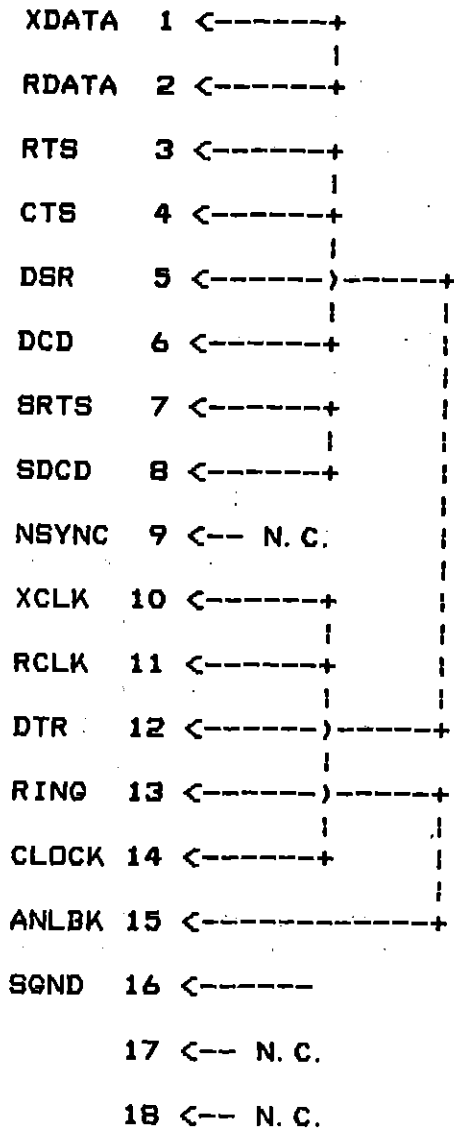 XDATA 1 <-------+
|
RDATA 2 <-------+
RTS 3 <-------+
|
CTS 4 <-------+
|
DSR 5 <-------)------+
| |
DCD 6 <-------+ |
SRTS 7 <-------+ |
| |
SDCD 8 <-------+ |
NSYNC 9 <-- N. C. |
XCLK 10 <-------+ |
| |
RCLK 11 <-------+ |
| |
DTR 12 <-------)------+
|
RING 13 <-------)------+
| |
CLOCK 14 <-------+ |
|
ANLBK 15 <--------------+
SGND 16 <------
17 <-- N. C.
18 <-- N. C.